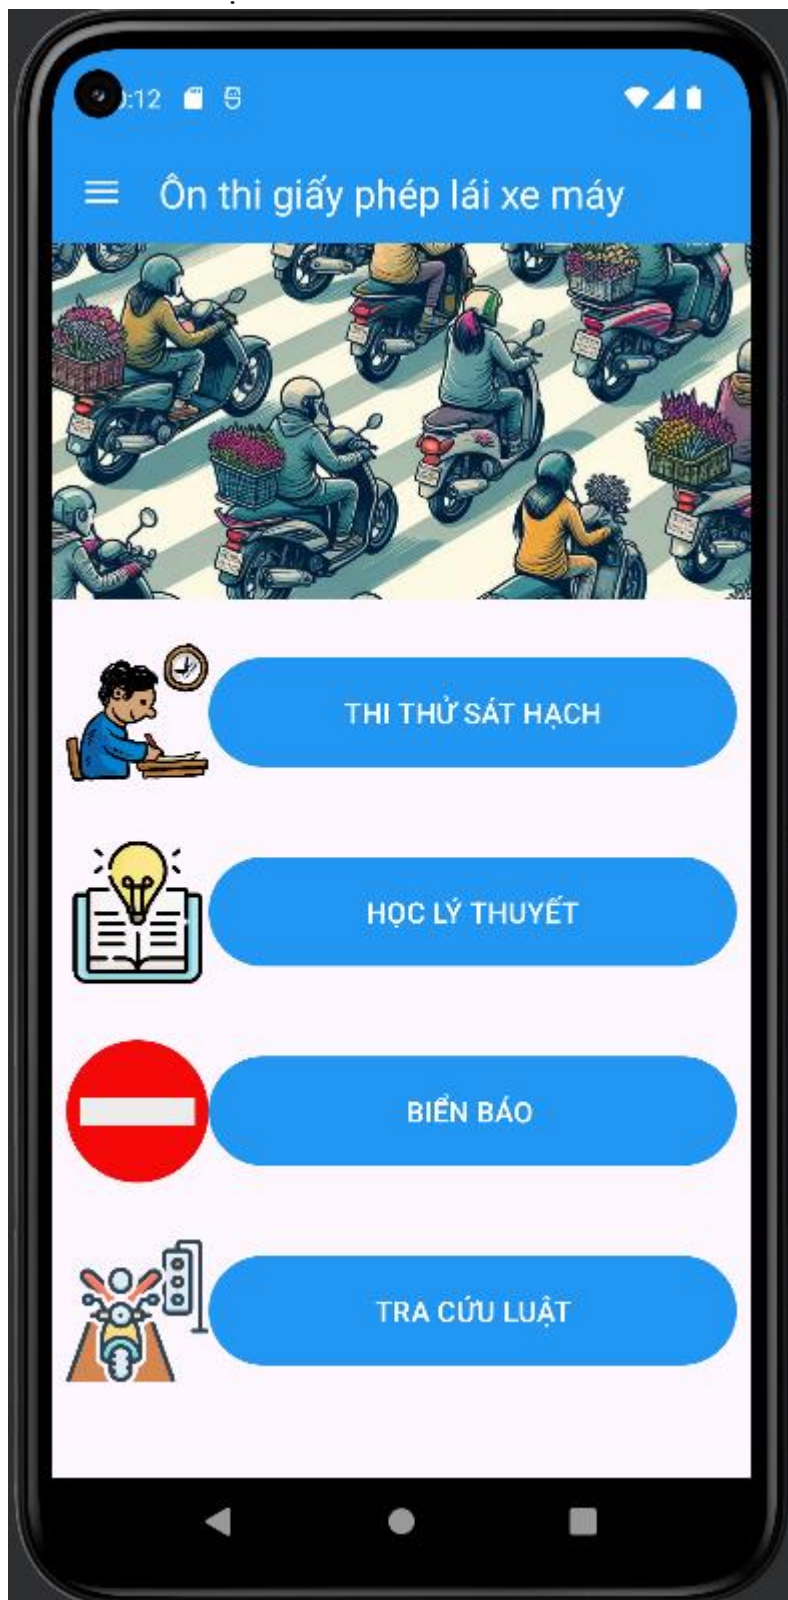 :12
Ôn thi giấy phép lái xe máy
THI THỬ SÁT HẠCH
HỌC LÝ THUYẾT
BIỂN BÁO
TRA CỨU LUẬT